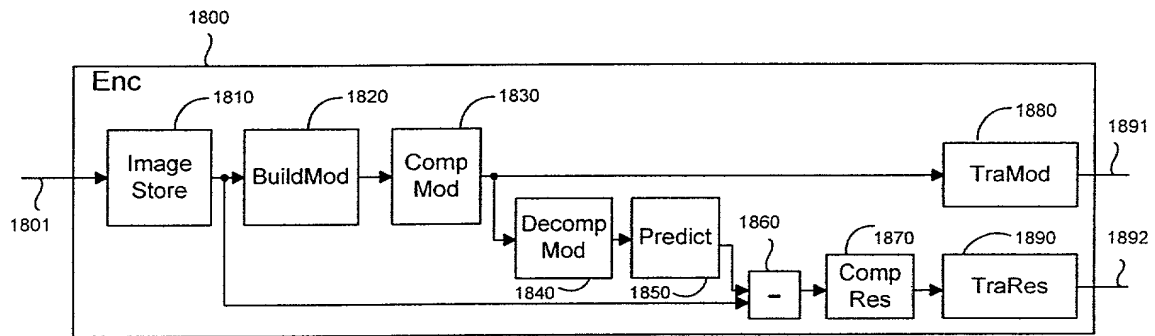 1800
Enc
1810
1820
1830
1880
1891
Image
Store
BuildMod
Comp
Mod
TraMod
1801
Decomp
Mod
Predict
1840
1850
1860
-
1870
Comp
Res
1890
TraRes
1892